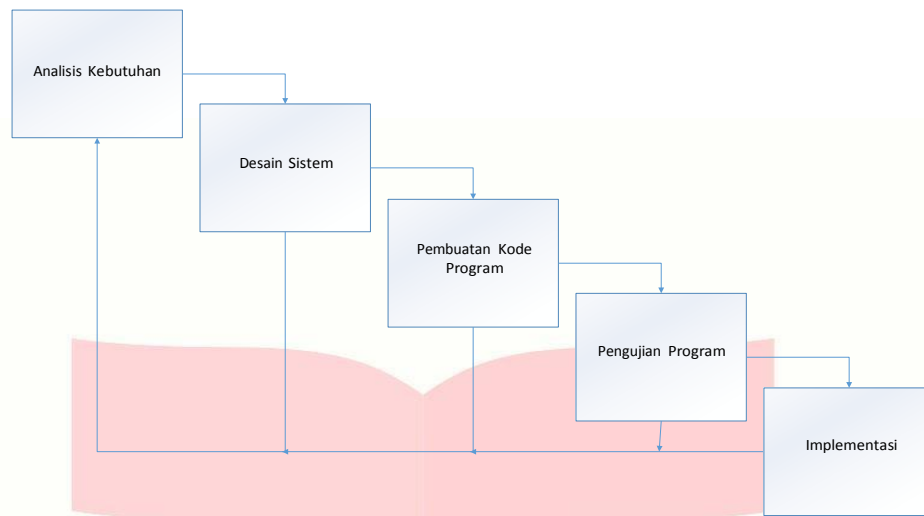 Analisis Kebutuhan
Desain Sistem
Pembuatan Kode
Program
Pengujian Program
Implementasi